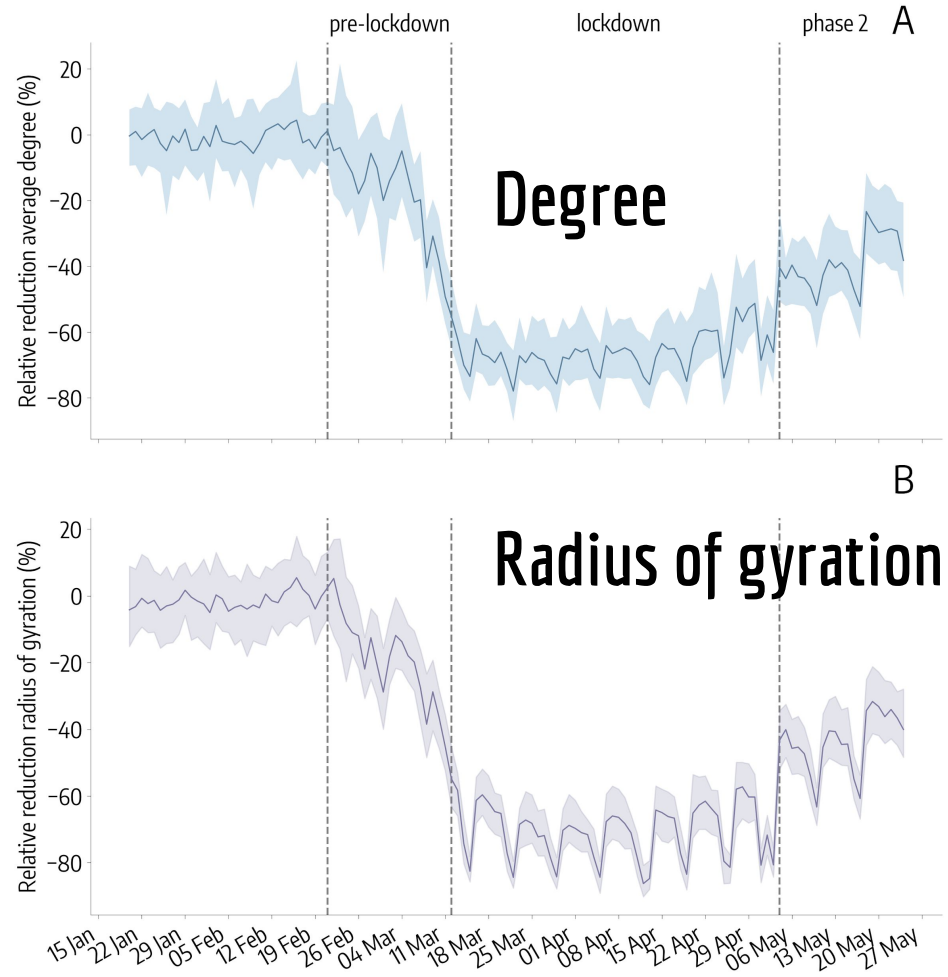 pre-lockdown lockdown phase 2 A
Relative reduction average degree (%)
20
0
−20
−40
−60
−80
Degree
B
Relative reduction radius of gyration (%)
20
0
−20
−40
−60
−80
Radius of gyration
15 Jan 22 Jan 29 Jan 05 Feb 12 Feb 19 Feb 26 Feb 04 Mar 11 Mar 18 Mar 25 Mar 01 Apr 08 Apr 15 Apr 22 Apr 29 Apr 06 May 13 May 20 May 27 May